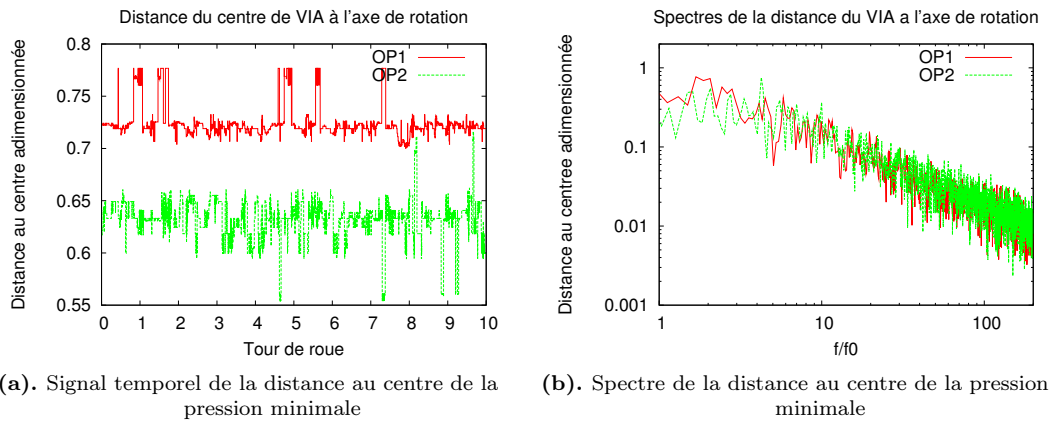 Distance du centre de VIA à l'axe de rotation
Distance au centre adimensionnée
0.8
0.75
0.7
0.65
0.6
0.55
OP1
OP2
0 1 2 3 4 5 6 7 8 9 10
Tour de roue
(a). Signal temporel de la distance au centre de la
pression minimale
Spectres de la distance du VIA a l'axe de rotation
Distance au centree adimensionnée
1
0.1
0.01
0.001
OP1
OP2
1 10 100
f/f0
(b). Spectre de la distance au centre de la pression
minimale